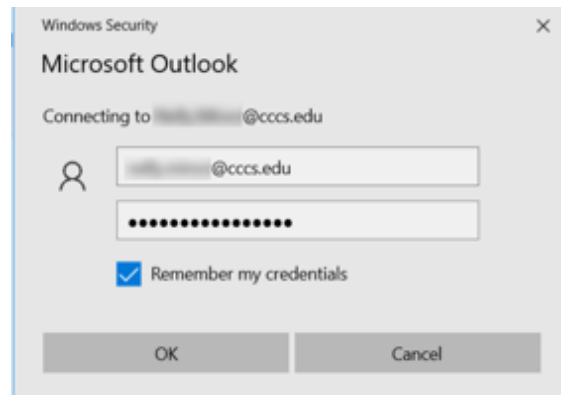 Windows Security
Microsoft Outlook
Connecting to @cccs.edu
@cccs.edu
Remember my credentials
OK Cancel